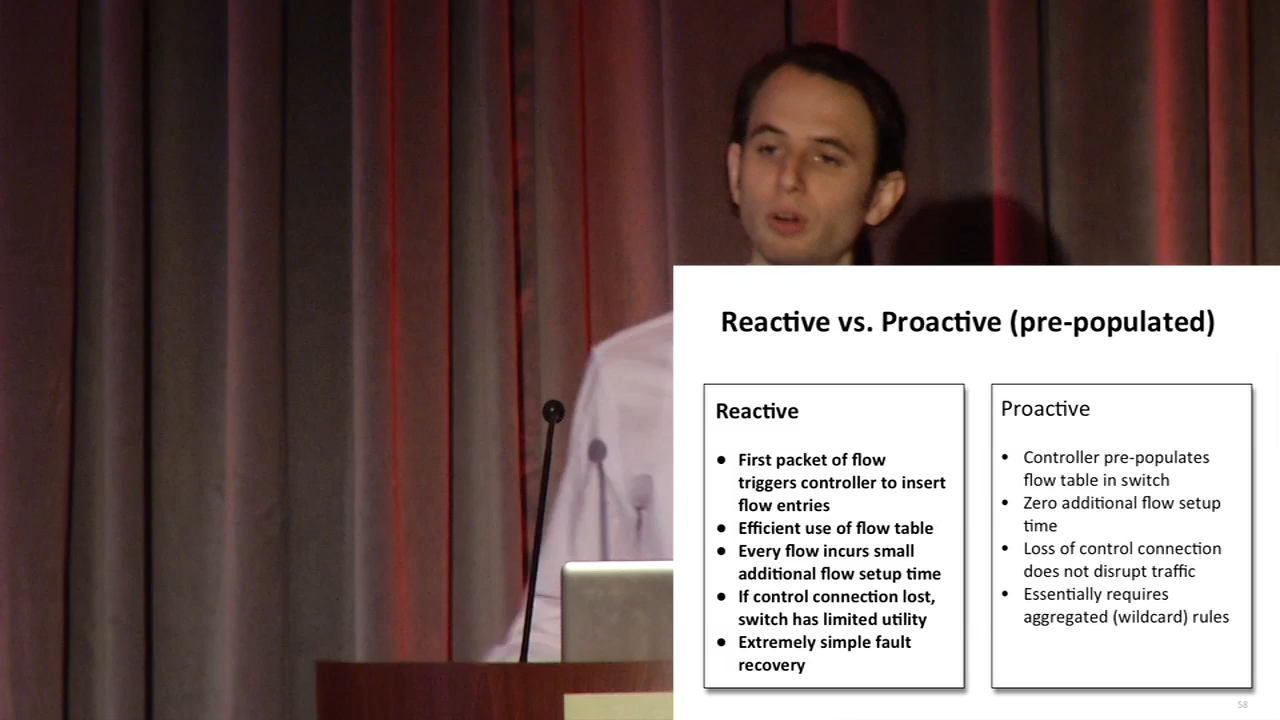 Reactive vs. Proactive (pre-populated)
Reactive
● First packet of flow
triggers controller to insert
flow entries
● Efficient use of flow table
● Every flow incurs small
additional flow setup time
● If control connection lost,
switch has limited utility
● Extremely simple fault
recovery
Proactive
• Controller pre-populates
flow table in switch
• Zero additional flow setup
time
• Loss of control connection
does not disrupt traffic
• Essentially requires
aggregated (wildcard) rules
58